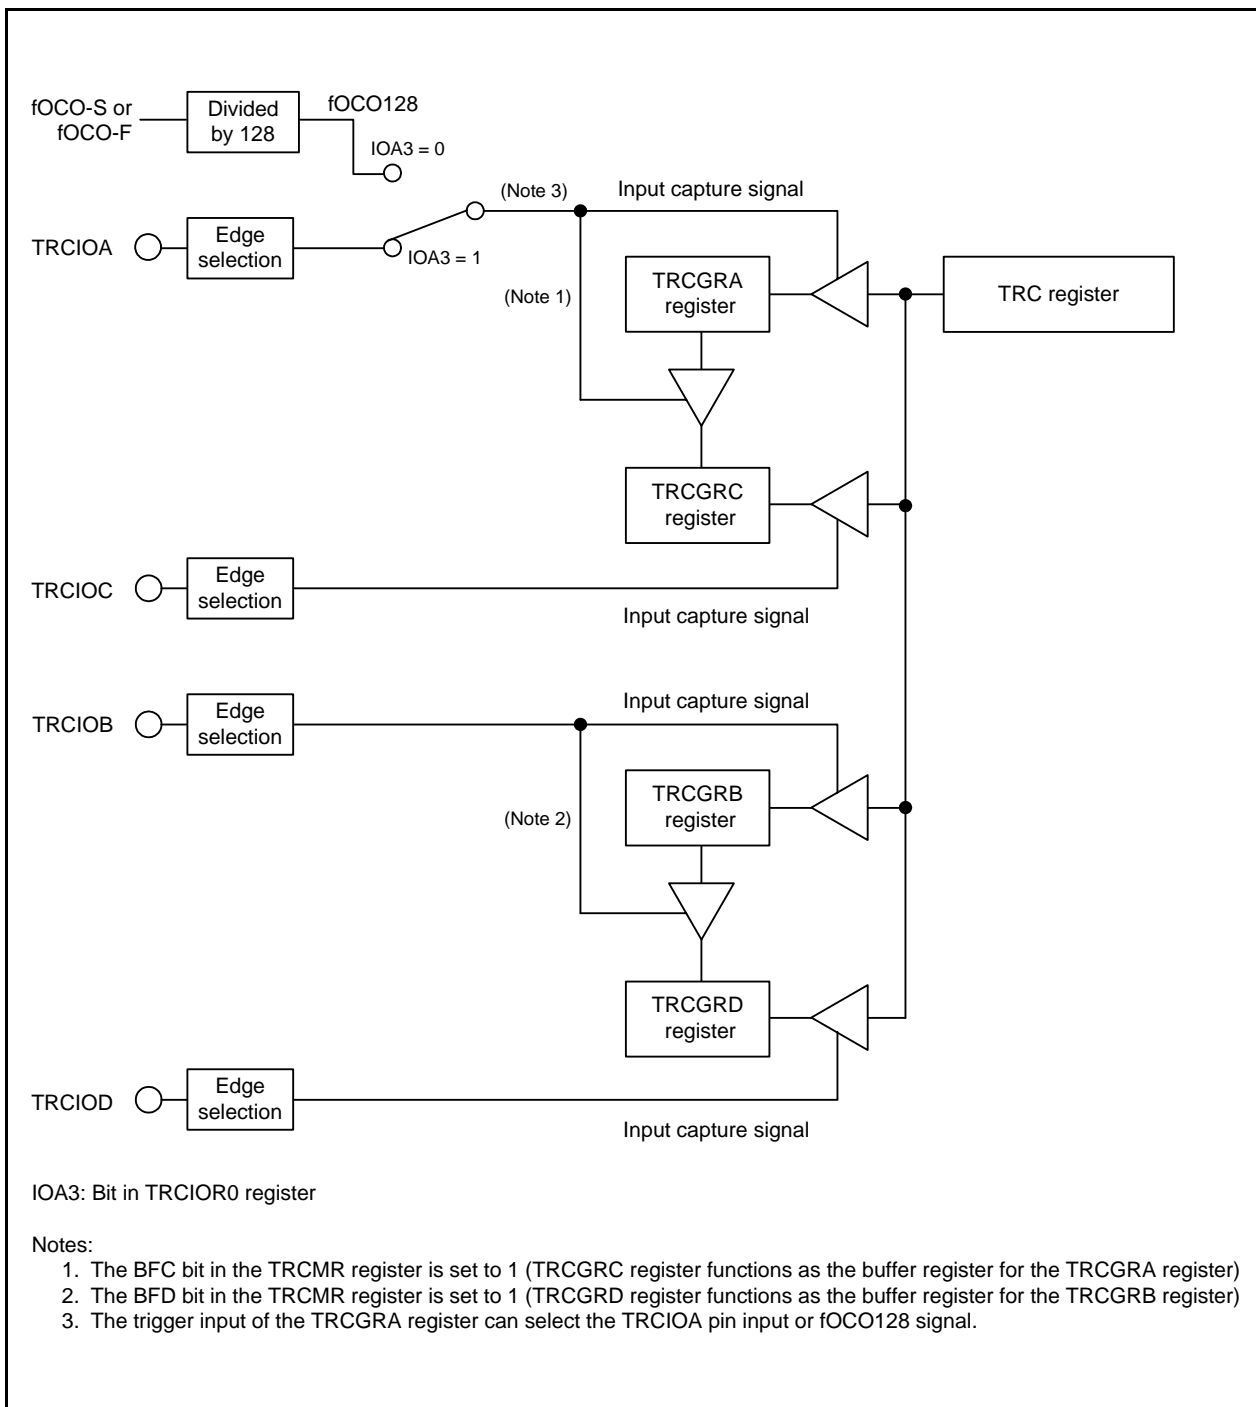 fOCO-S or
fOCO-F
Divided
by 128
fOCO128
IOA3 = 0
(Note 3)
Input capture signal
TRCIOA
Edge
selection
IOA3 = 1
(Note 1)
TRCGRA
register
TRC register
TRCGRC
register
TRCIOC
Edge
selection
Input capture signal
TRCIOB
Edge
selection
Input capture signal
(Note 2)
TRCGRB
register
TRCGRD
register
TRCIOD
Edge
selection
Input capture signal
IOA3: Bit in TRCIOR0 register
Notes:
1. The BFC bit in the TRCMR register is set to 1 (TRCGRC register functions as the buffer register for the TRCGRA register)
2. The BFD bit in the TRCMR register is set to 1 (TRCGRD register functions as the buffer register for the TRCGRB register)
3. The trigger input of the TRCGRA register can select the TRCIOA pin input or fOCO128 signal.